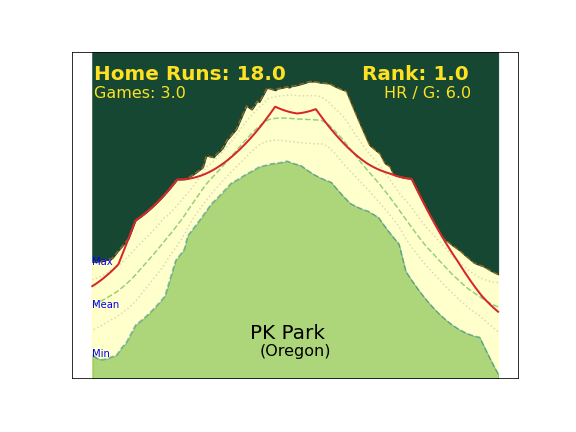 Home Runs: 18.0 Rank: 1.0
Games: 3.0 HR / G: 6.0
Max
Mean
Min
PK Park
(Oregon)